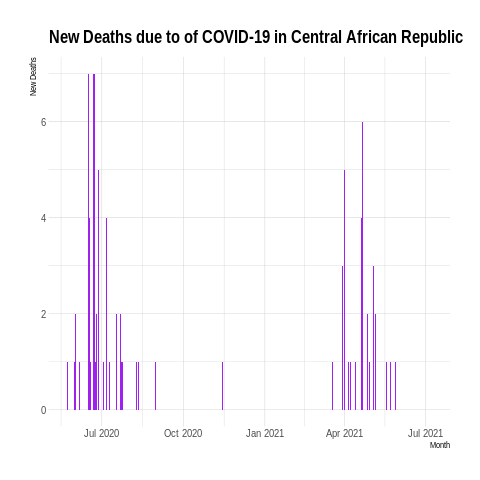 New Deaths due to of COVID-19 in Central African Republic
New Deaths
6
4
2
0
Jul 2020 Oct 2020 Jan 2021 Apr 2021 Jul 2021
Month